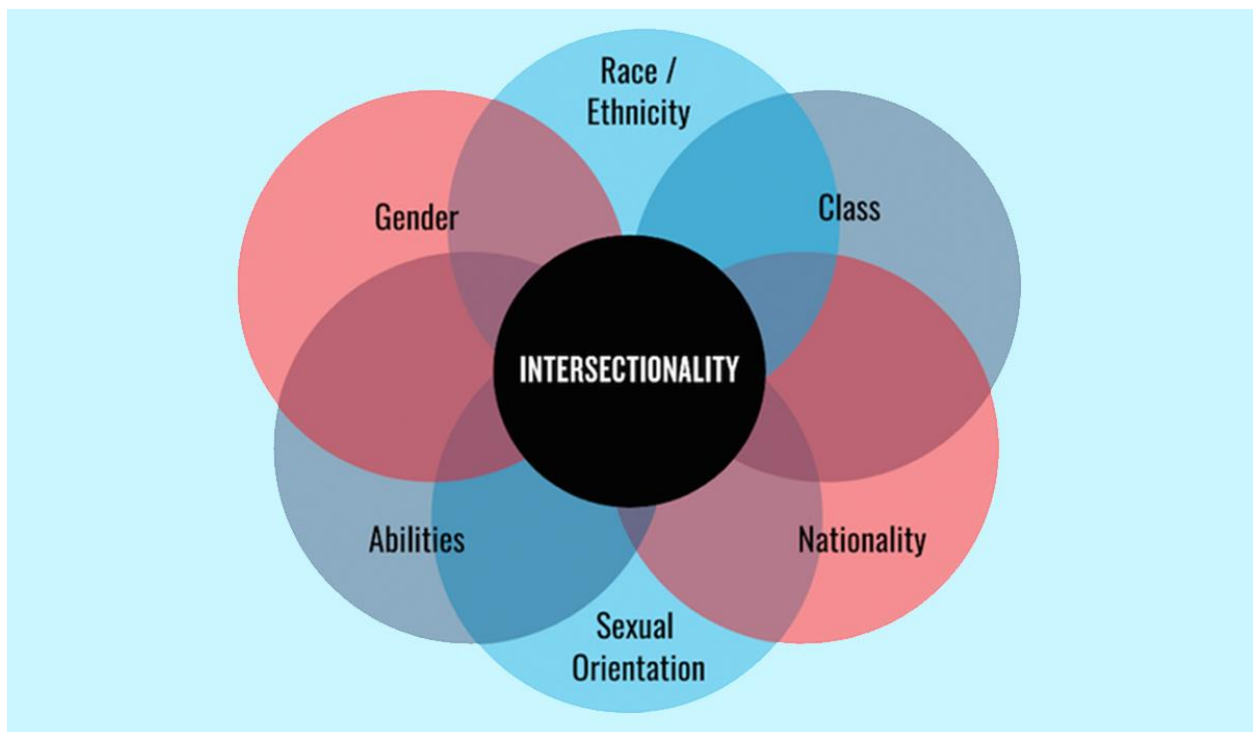 Race /
Ethnicity
Gender
Class
INTERSECTIONALITY
Abilities
Nationality
Sexual
Orientation